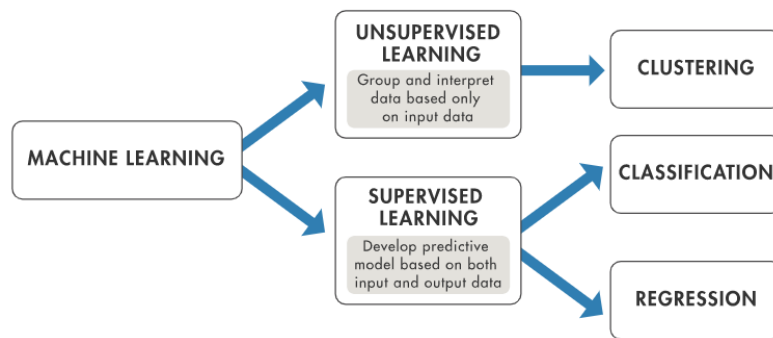 MACHINE LEARNING
UNSUPERVISED
LEARNING
Group and interpret
data based only
on input data
SUPERVISED
LEARNING
Develop predictive
model based on both
input and output data
CLUSTERING
CLASSIFICATION
REGRESSION